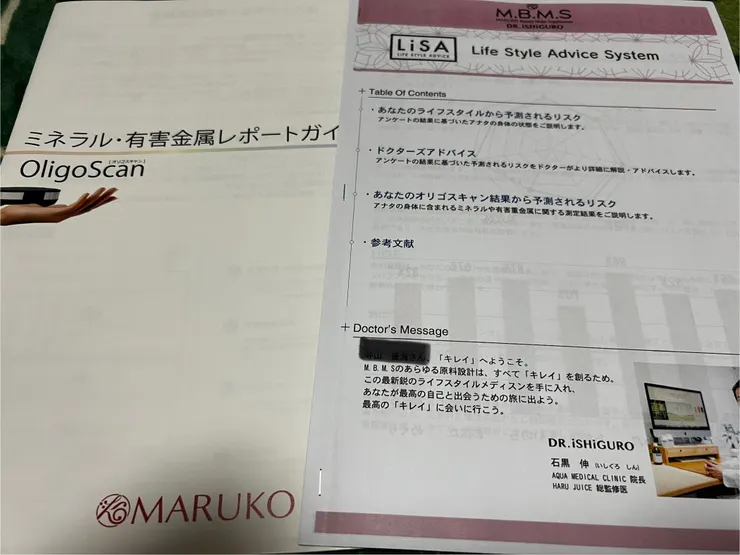 ミネラル・有害金属レポートガイ
OligoScan
[オリゴスキャン]
MARUKO
M.B.M.S
DR.iSHiGURO
LiSA
LIFE STYLE ADVICE
Life Style Advice System
Table Of Contents
・あなたのライフスタイルから予測されるリスク
アンケートの結果に基づいたアナタの身体の状態をご説明します。
・ドクターズアドバイス
アンケートの結果に基づいた予測されるリスクをドクターがより詳細に解説・アドバイスします。
・あなたのオリゴスキャン結果から予測されるリスク
アナタの身体に含まれるミネラルや有害重金属に関する測定結果をご説明します。
・参考文献
Doctor's Message
さん、「キレイ」へようこそ。
M.B.M.Sのあらゆる原料設計は、すべて「キレイ」を創るため。
この最新鋭のライフスタイルメディスンを手に入れ、
あなたが最高の自己と出会うための旅に出よう。
最高の「キレイ」に会いに行こう。
DR.iSHiGURO
石黒 伸 (いしぐろ しん)
AQUA MEDICAL CLINIC 院長
HARU JUICE 総監修医